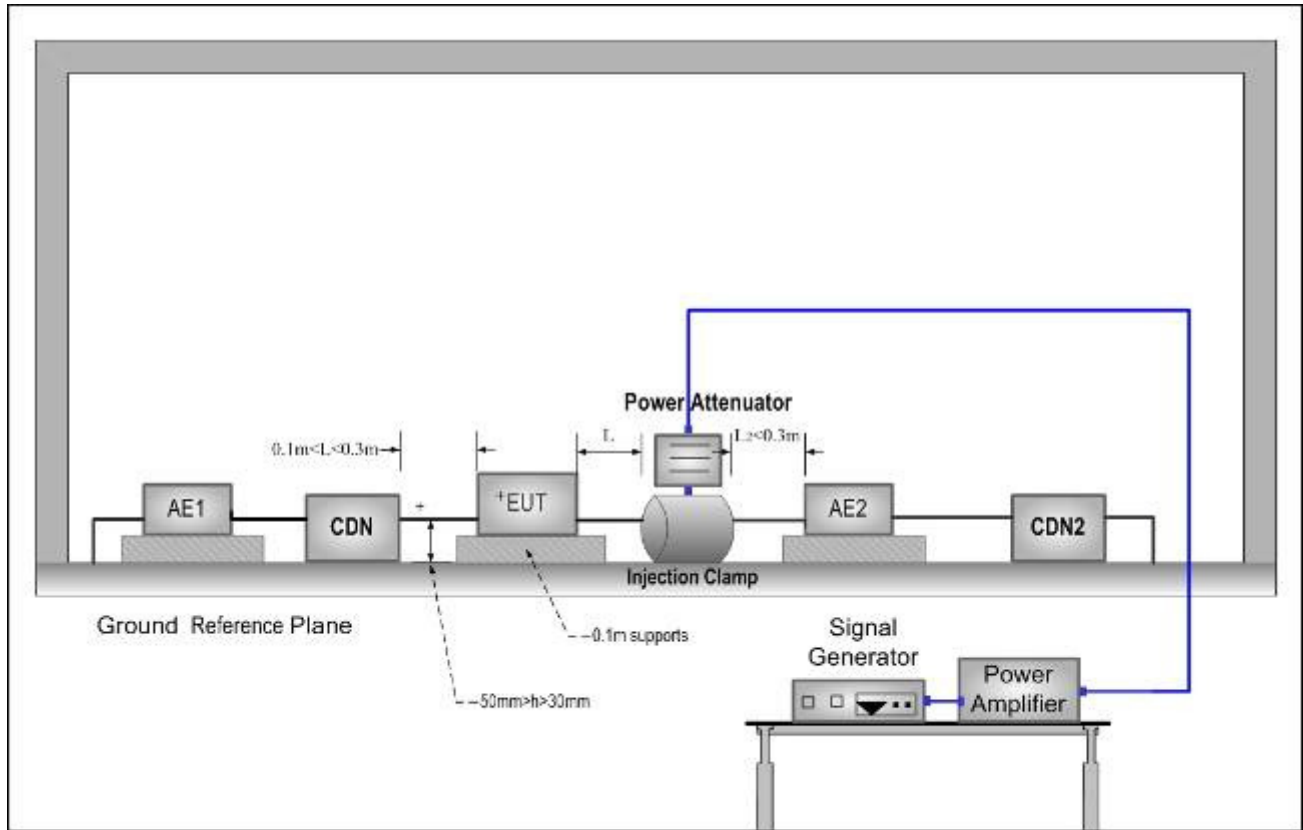 Power Attenuator
0.1m<L<0.3m
L
L2<0.3m
AE1
CDN
+
+EUT
AE2
CDN2
Injection Clamp
Ground Reference Plane
--0.1m supports
--50mm>h>30mm
Signal
Generator
Power
Amplifier